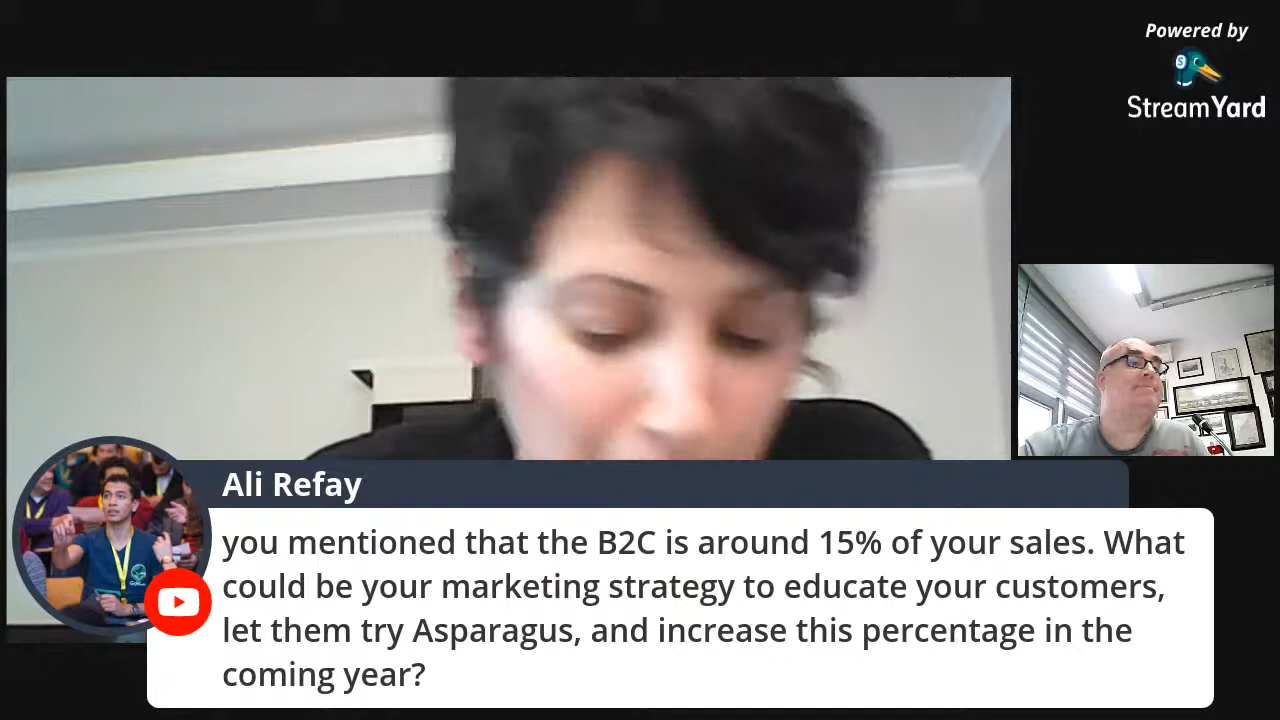 Powered by
StreamYard
Ali Refay
you mentioned that the B2C is around 15% of your sales. What
could be your marketing strategy to educate your customers,
let them try Asparagus, and increase this percentage in the
coming year?